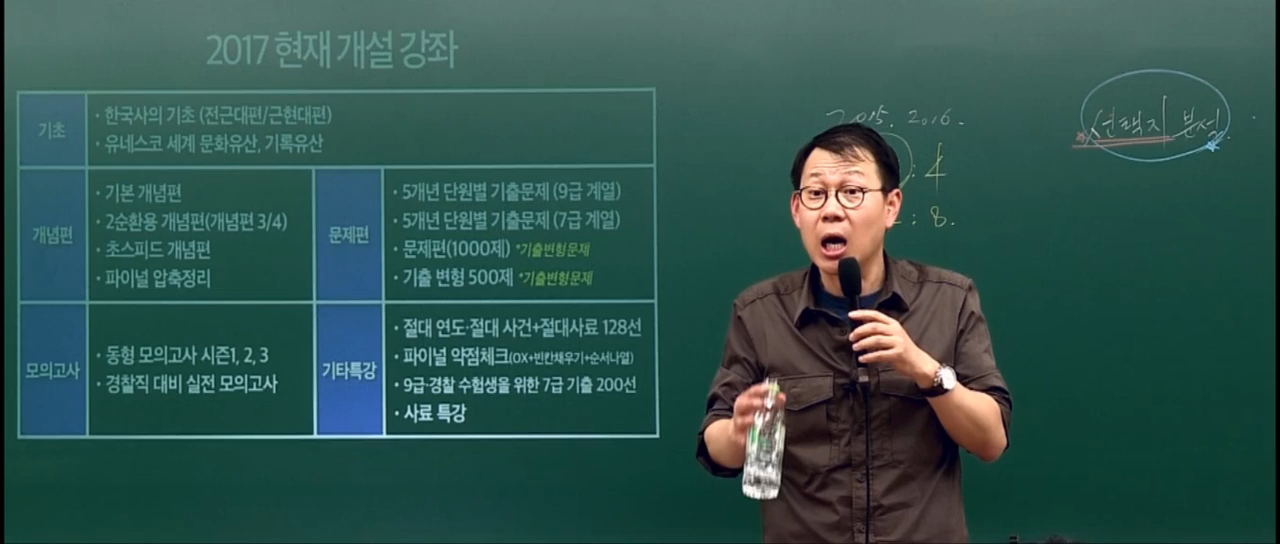 2017 현재 개설 강좌
기초
· 한국사의 기초 (전근대편/근현대편)
· 유네스코 세계 문화유산, 기록유산
개념편
· 기본 개념편
· 2순환용 개념편(개념편 3/4)
· 초스피드 개념편
· 파이널 압축정리
문제편
· 5개년 단원별 기출문제 (9급 계열)
· 5개년 단원별 기출문제 (7급 계열)
· 문제편(1000제) *기출변형문제
· 기출 변형 500제 *기출변형문제
모의고사
· 동형 모의고사 시즌1, 2, 3
· 경찰직 대비 실전 모의고사
기타특강
· 절대 연도·절대 사건+절대사료 128선
· 파이널 약점체크(OX+빈칸채우기+순서나열)
· 9급·경찰 수험생을 위한 7급 기출 200선
· 사료 특강
2015. 2016.
: 4
: 8.
선택지 분석